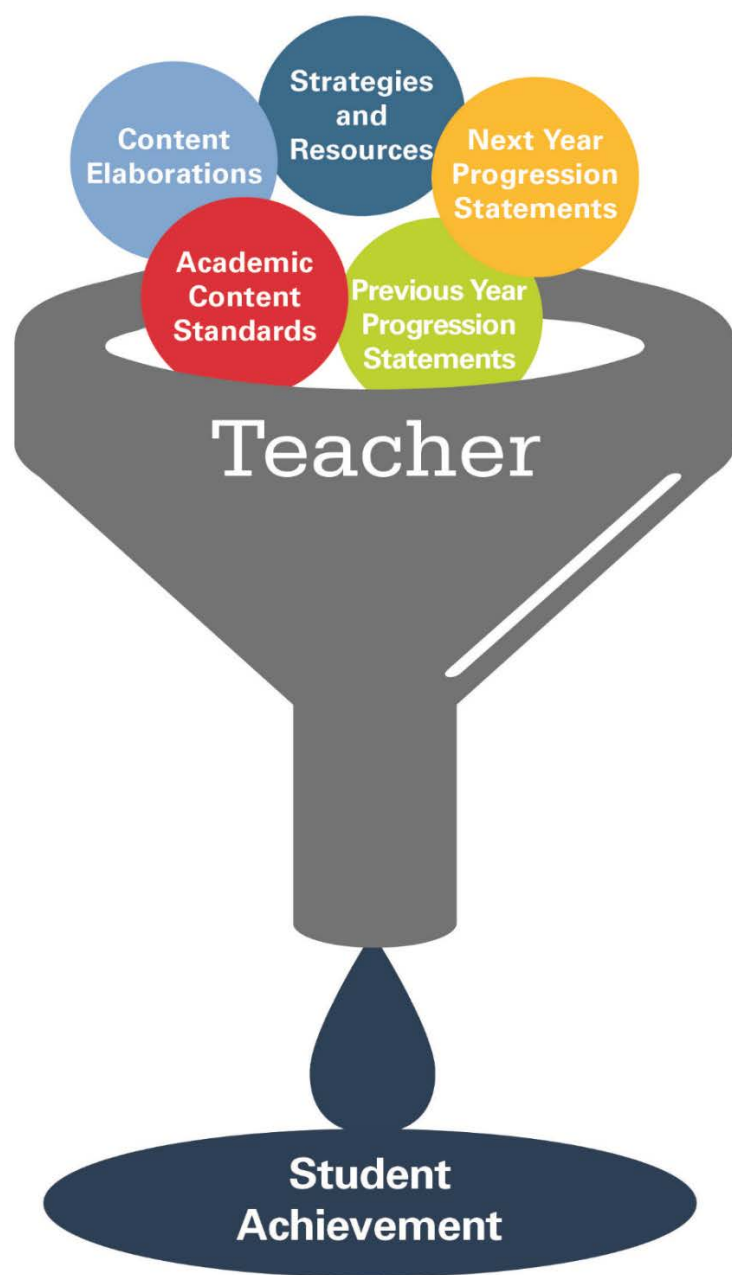 Strategies
and
Resources
Content
Elaborations
Next Year
Progression
Statements
Academic
Content
Standards
Previous Year
Progression
Statements
Teacher
Student
Achievement